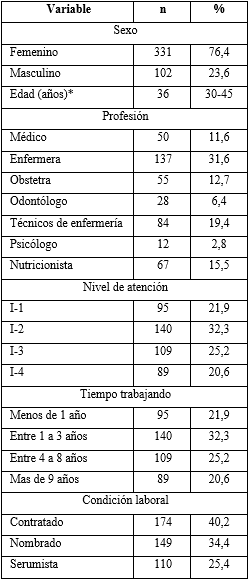 Variable n %
Sexo
Femenino 331 76,4
Masculino 102 23,6
Edad (años)* 36 30-45
Profesión
Médico 50 11,6
Enfermera 137 31,6
Obstetra 55 12,7
Odontólogo 28 6,4
Técnicos de enfermería 84 19,4
Psicólogo 12 2,8
Nutricionista 67 15,5
Nivel de atención
I-1 95 21,9
I-2 140 32,3
I-3 109 25,2
I-4 89 20,6
Tiempo trabajando
Menos de 1 año 95 21,9
Entre 1 a 3 años 140 32,3
Entre 4 a 8 años 109 25,2
Mas de 9 años 89 20,6
Condición laboral
Contratado 174 40,2
Nombrado 149 34,4
Serumista 110 25,4